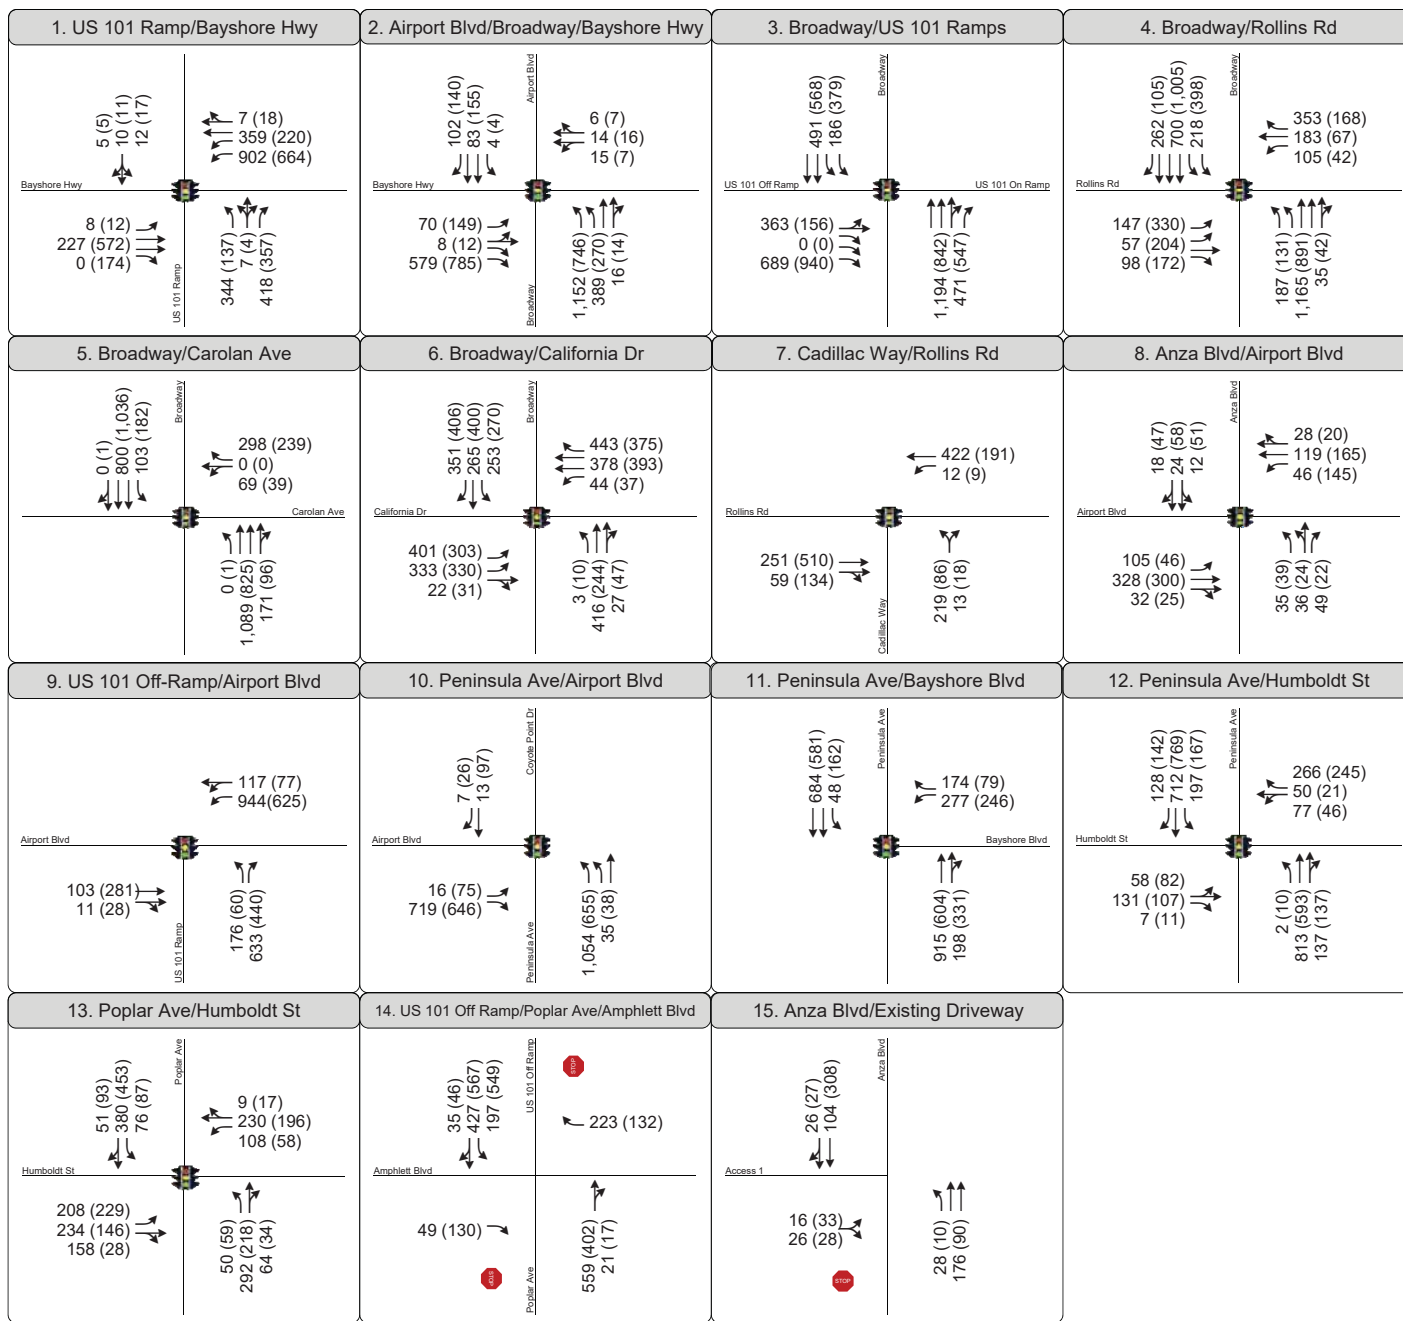 1. US 101 Ramp/Bayshore Hwy
5 (5)
10 (11)
12 (17)
7 (18)
359 (220)
902 (664)
Bayshore Hwy
8 (12)
227 (572)
0 (174)
US 101 Ramp
344 (137)
7 (4)
418 (357)
2. Airport Blvd/Broadway/Bayshore Hwy
102 (140)
83 (155)
4 (4)
Airport Blvd
6 (7)
14 (16)
15 (7)
Bayshore Hwy
70 (149)
8 (12)
579 (785)
Broadway
1,152 (746)
389 (270)
16 (14)
3. Broadway/US 101 Ramps
491 (568)
186 (379)
Broadway
US 101 Off Ramp
US 101 On Ramp
363 (156)
0 (0)
689 (940)
1,194 (842)
471 (547)
4. Broadway/Rollins Rd
262 (105)
700 (1,005)
218 (398)
Broadway
353 (168)
183 (67)
105 (42)
Rollins Rd
147 (330)
57 (204)
98 (172)
187 (131)
1,165 (891)
35 (42)
5. Broadway/Carolan Ave
0 (1)
800 (1,036)
103 (182)
Broadway
298 (239)
0 (0)
69 (39)
Carolan Ave
0 (1)
1,089 (825)
171 (96)
6. Broadway/California Dr
351 (406)
265 (400)
253 (270)
Broadway
443 (375)
378 (393)
44 (37)
California Dr
401 (303)
333 (330)
22 (31)
3 (10)
416 (244)
27 (47)
7. Cadillac Way/Rollins Rd
422 (191)
12 (9)
Rollins Rd
251 (510)
59 (134)
Cadillac Way
219 (86)
13 (18)
8. Anza Blvd/Airport Blvd
18 (47)
24 (58)
12 (51)
Anza Blvd
28 (20)
119 (165)
46 (145)
Airport Blvd
105 (46)
328 (300)
32 (25)
35 (39)
36 (24)
49 (22)
9. US 101 Off-Ramp/Airport Blvd
117 (77)
944(625)
Airport Blvd
103 (281)
11 (28)
US 101 Ramp
176 (60)
633 (440)
10. Peninsula Ave/Airport Blvd
7 (26)
13 (97)
Coyote Point Dr
Airport Blvd
16 (75)
719 (646)
Peninsula Ave
1,054 (655)
35 (38)
11. Peninsula Ave/Bayshore Blvd
684 (581)
48 (162)
Peninsula Ave
174 (79)
277 (246)
Bayshore Blvd
915 (604)
198 (331)
12. Peninsula Ave/Humboldt St
128 (142)
712 (769)
197 (167)
Peninsula Ave
266 (245)
50 (21)
77 (46)
Humboldt St
58 (82)
131 (107)
7 (11)
2 (10)
813 (593)
137 (137)
13. Poplar Ave/Humboldt St
51 (93)
380 (453)
76 (87)
Poplar Ave
9 (17)
230 (196)
108 (58)
Humboldt St
208 (229)
234 (146)
158 (28)
50 (59)
292 (218)
64 (34)
14. US 101 Off Ramp/Poplar Ave/Amphlett Blvd
35 (46)
427 (567)
197 (549)
US 101 Off Ramp
STOP
223 (132)
Amphlett Blvd
49 (130)
STOP
Poplar Ave
559 (402)
21 (17)
15. Anza Blvd/Existing Driveway
26 (27)
104 (308)
Anza Blvd
Access 1
16 (33)
26 (28)
STOP
28 (10)
176 (90)